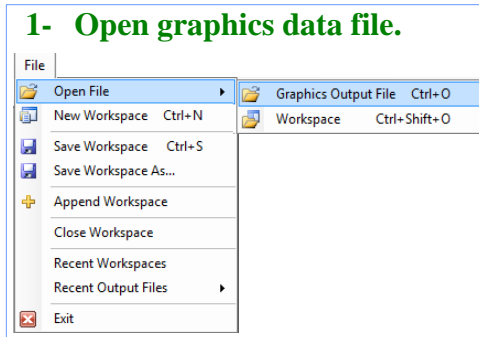 1- Open graphics data file.
File
Open File
Graphics Output File Ctrl+O
New Workspace Ctrl+N
Workspace Ctrl+Shift+O
Save Workspace Ctrl+S
Save Workspace As...
Append Workspace
Close Workspace
Recent Workspaces
Recent Output Files
Exit